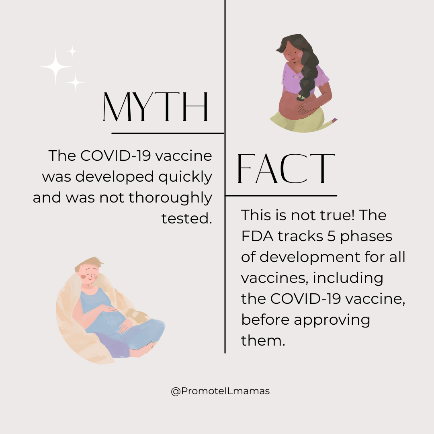 MYTH
The COVID-19 vaccine
was developed quickly
and was not thoroughly
tested.
FACT
This is not true! The
FDA tracks 5 phases
of development for all
vaccines, including
the COVID-19 vaccine,
before approving
them.
@PromoteILmamas